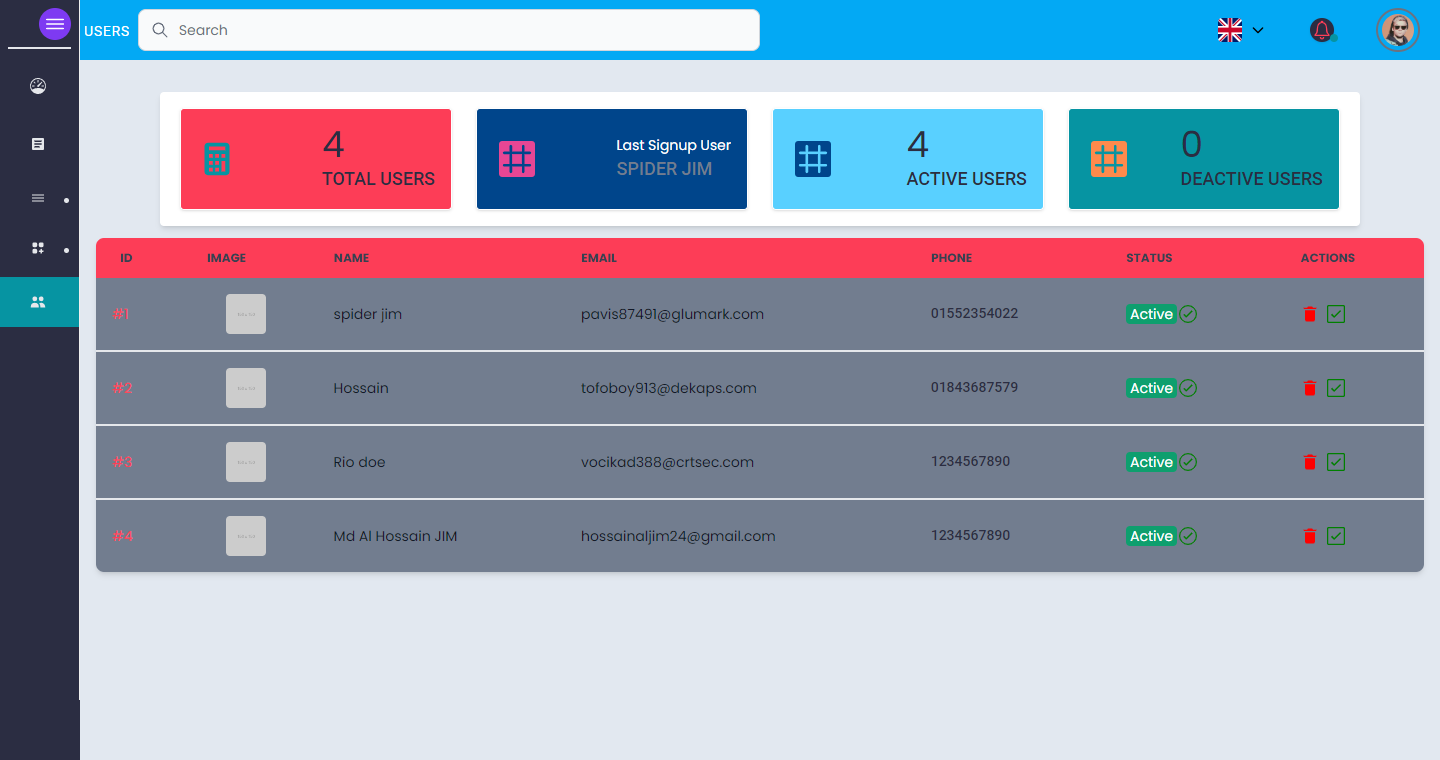 USERS
Search
4
TOTAL USERS
Last Signup User
SPIDER JIM
4
ACTIVE USERS
0
DEACTIVE USERS
ID IMAGE NAME EMAIL PHONE STATUS ACTIONS
#1 spider jim pavis87491@glumark.com 01552354022 Active
#2 Hossain tofoboy913@dekaps.com 01843687579 Active
#3 Rio doe vocikad388@crtsec.com 1234567890 Active
#4 Md Al Hossain JIM hossainaljim24@gmail.com 1234567890 Active